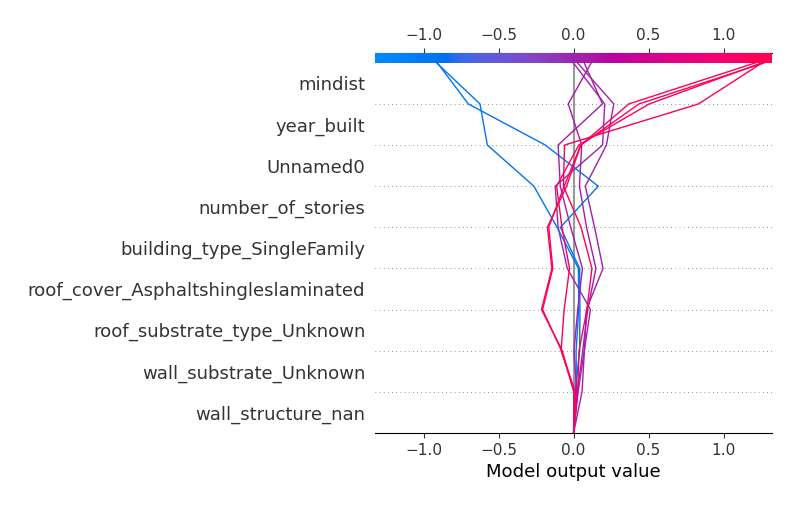 −1.0 −0.5 0.0 0.5 1.0
mindist
year_built
Unnamed0
number_of_stories
building_type_SingleFamily
roof_cover_Asphaltshingleslaminated
roof_substrate_type_Unknown
wall_substrate_Unknown
wall_structure_nan
−1.0 −0.5 0.0 0.5 1.0
Model output value